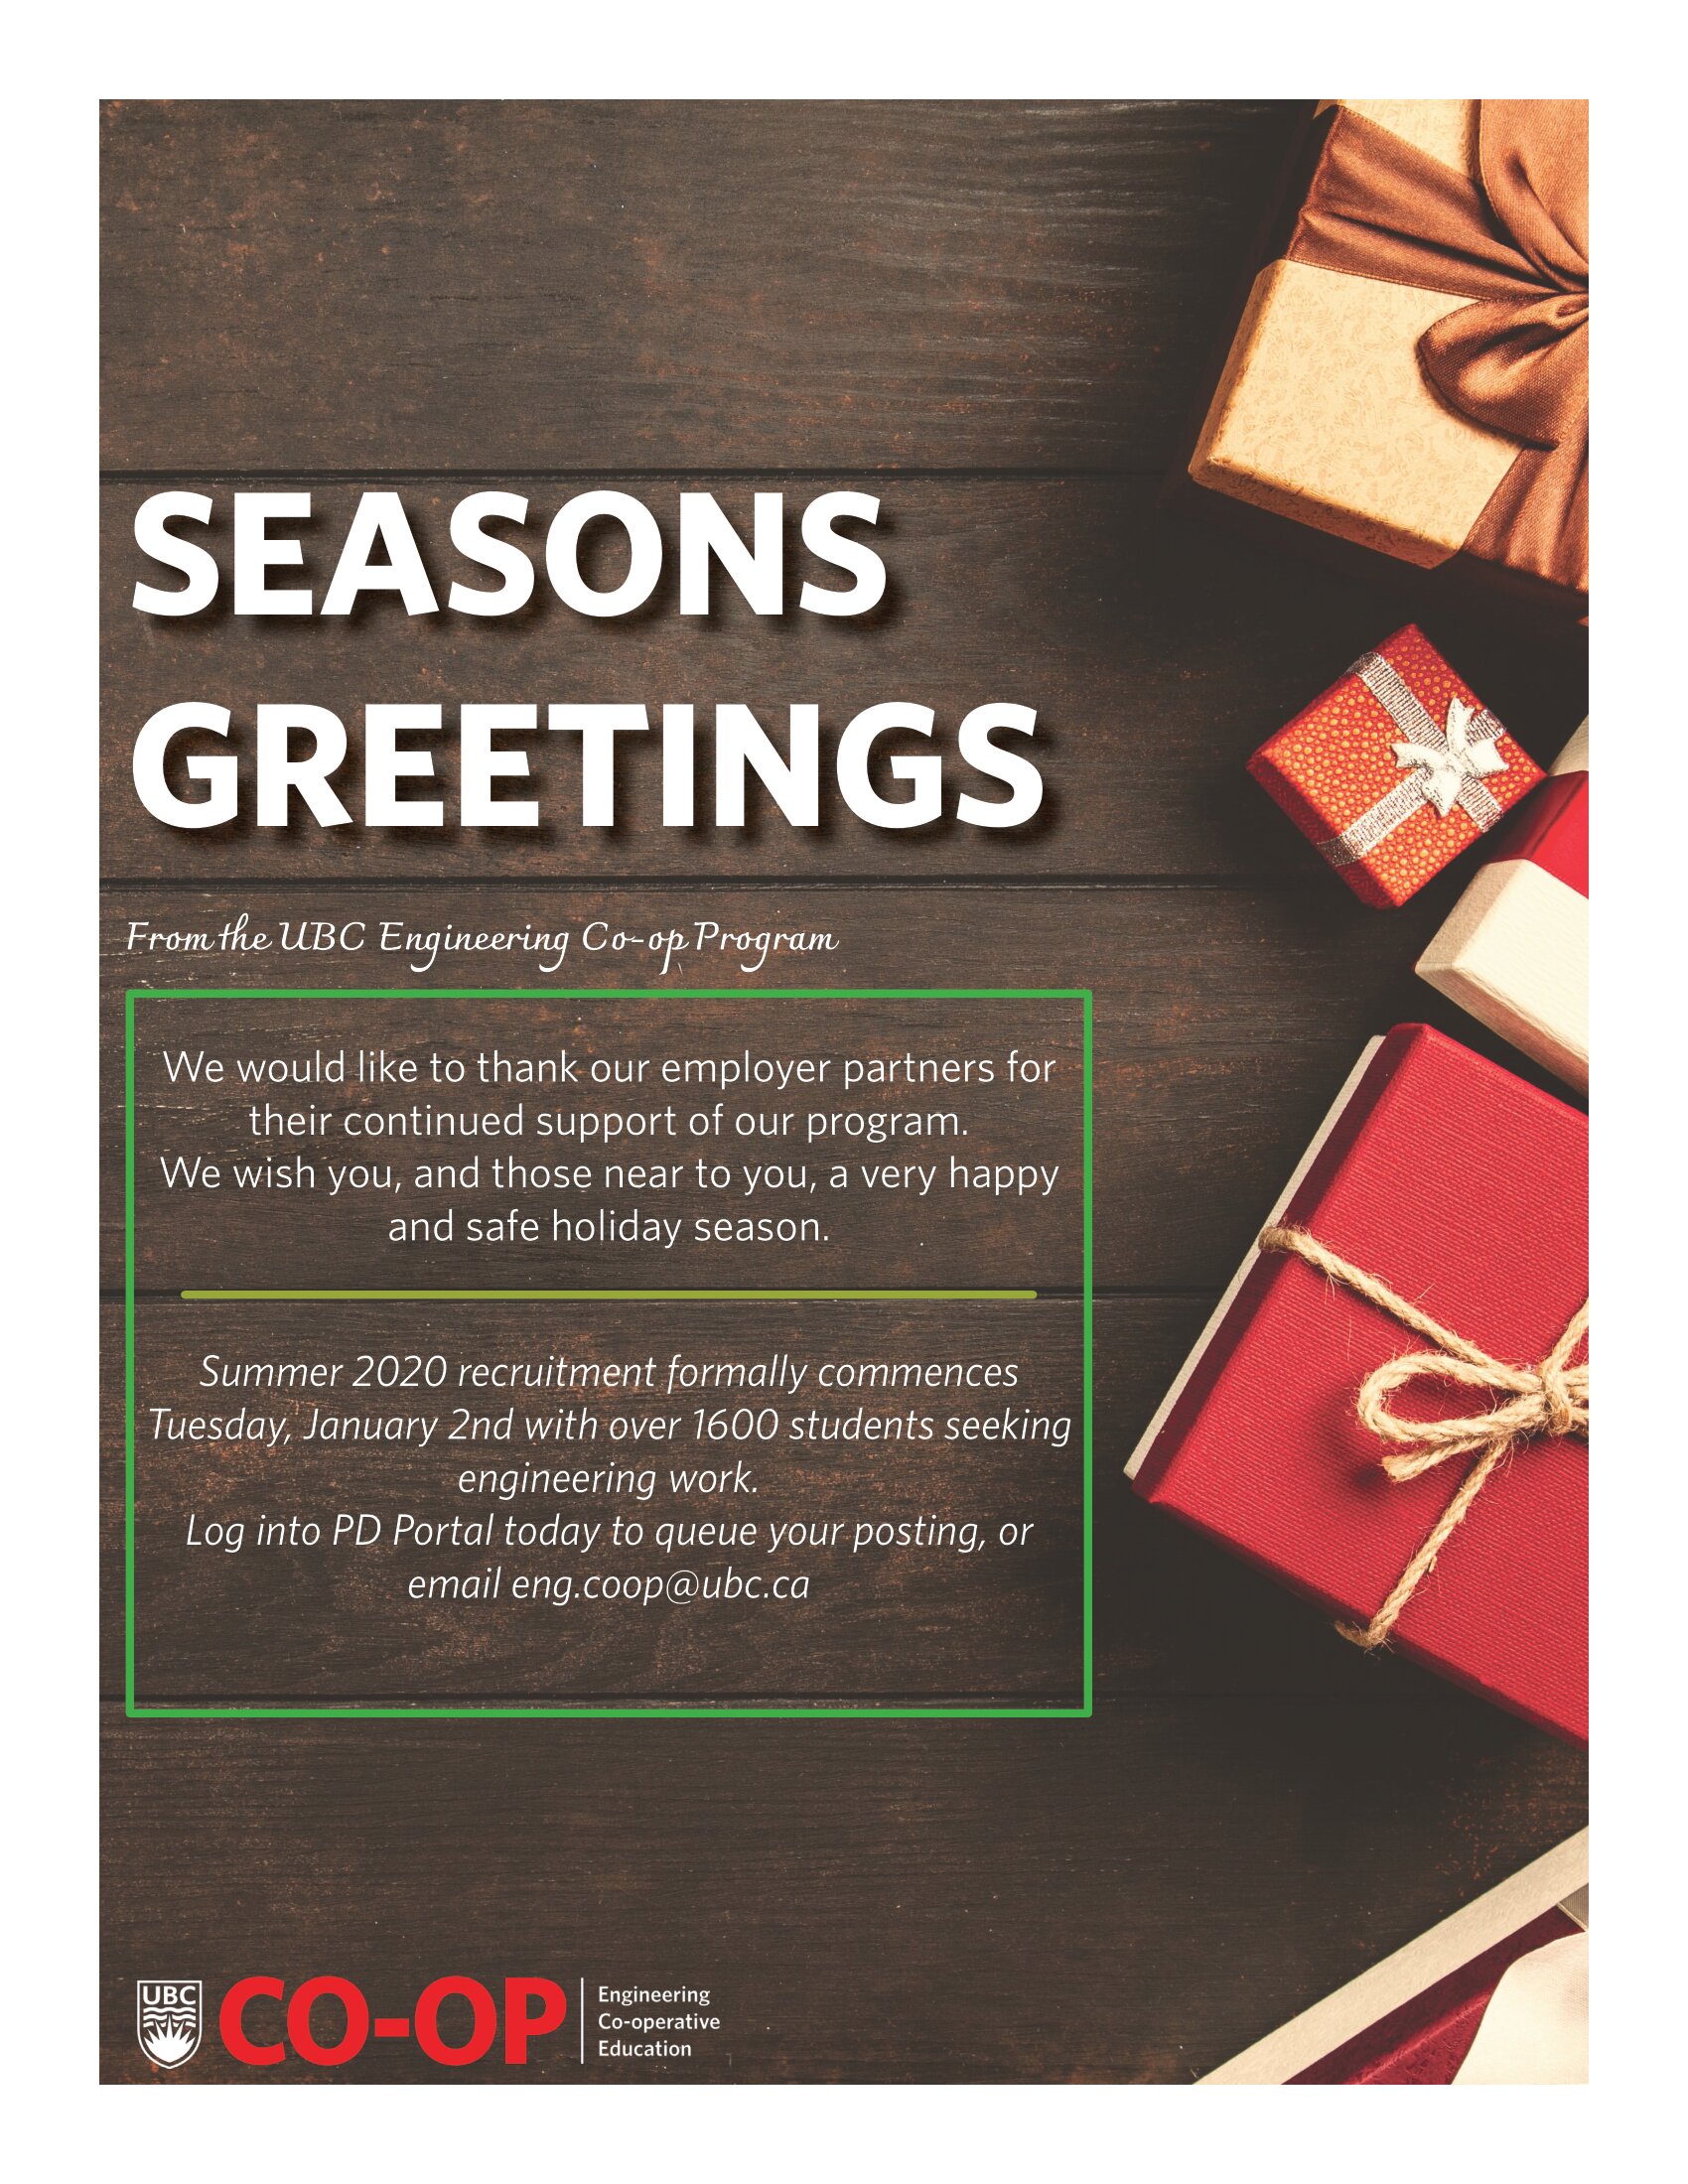 SEASONS
GREETINGS
From the UBC Engineering Co-op Program
We would like to thank our employer partners for
their continued support of our program.
We wish you, and those near to you, a very happy
and safe holiday season.
Summer 2020 recruitment formally commences
Tuesday, January 2nd with over 1600 students seeking
engineering work.
Log into PD Portal today to queue your posting, or
email eng.coop@ubc.ca
UBC
CO-OP
Engineering
Co-operative
Education